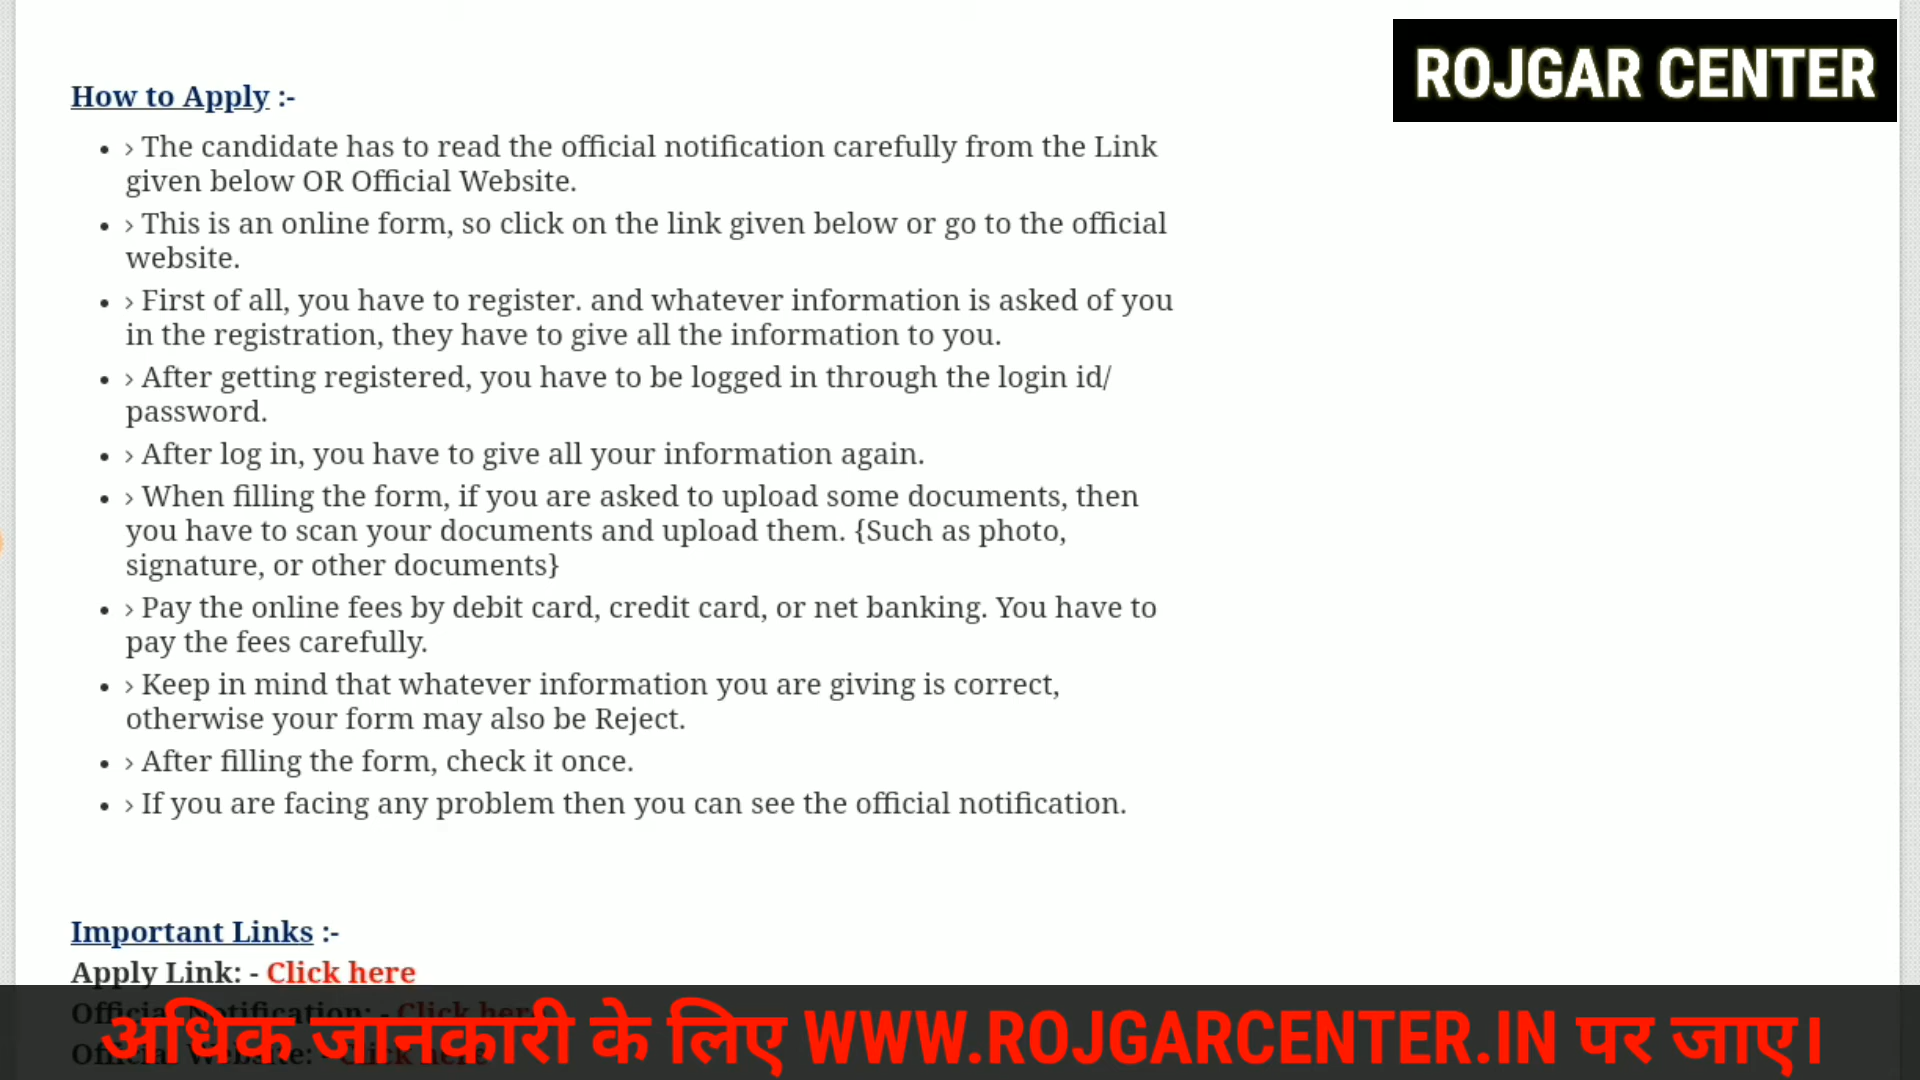 ROJGAR CENTER
How to Apply :-
• › The candidate has to read the official notification carefully from the Link
given below OR Official Website.
• › This is an online form, so click on the link given below or go to the official
website.
• › First of all, you have to register. and whatever information is asked of you
in the registration, they have to give all the information to you.
• › After getting registered, you have to be logged in through the login id/
password.
• › After log in, you have to give all your information again.
• › When filling the form, if you are asked to upload some documents, then
you have to scan your documents and upload them. {Such as photo,
signature, or other documents}
• › Pay the online fees by debit card, credit card, or net banking. You have to
pay the fees carefully.
• › Keep in mind that whatever information you are giving is correct,
otherwise your form may also be Reject.
• › After filling the form, check it once.
• › If you are facing any problem then you can see the official notification.
Important Links :-
Apply Link: - Click here
Official Notification: - Click here
Official Website: - Click here
अधिक जानकारी के लिए WWW.ROJGARCENTER.IN पर जाए।